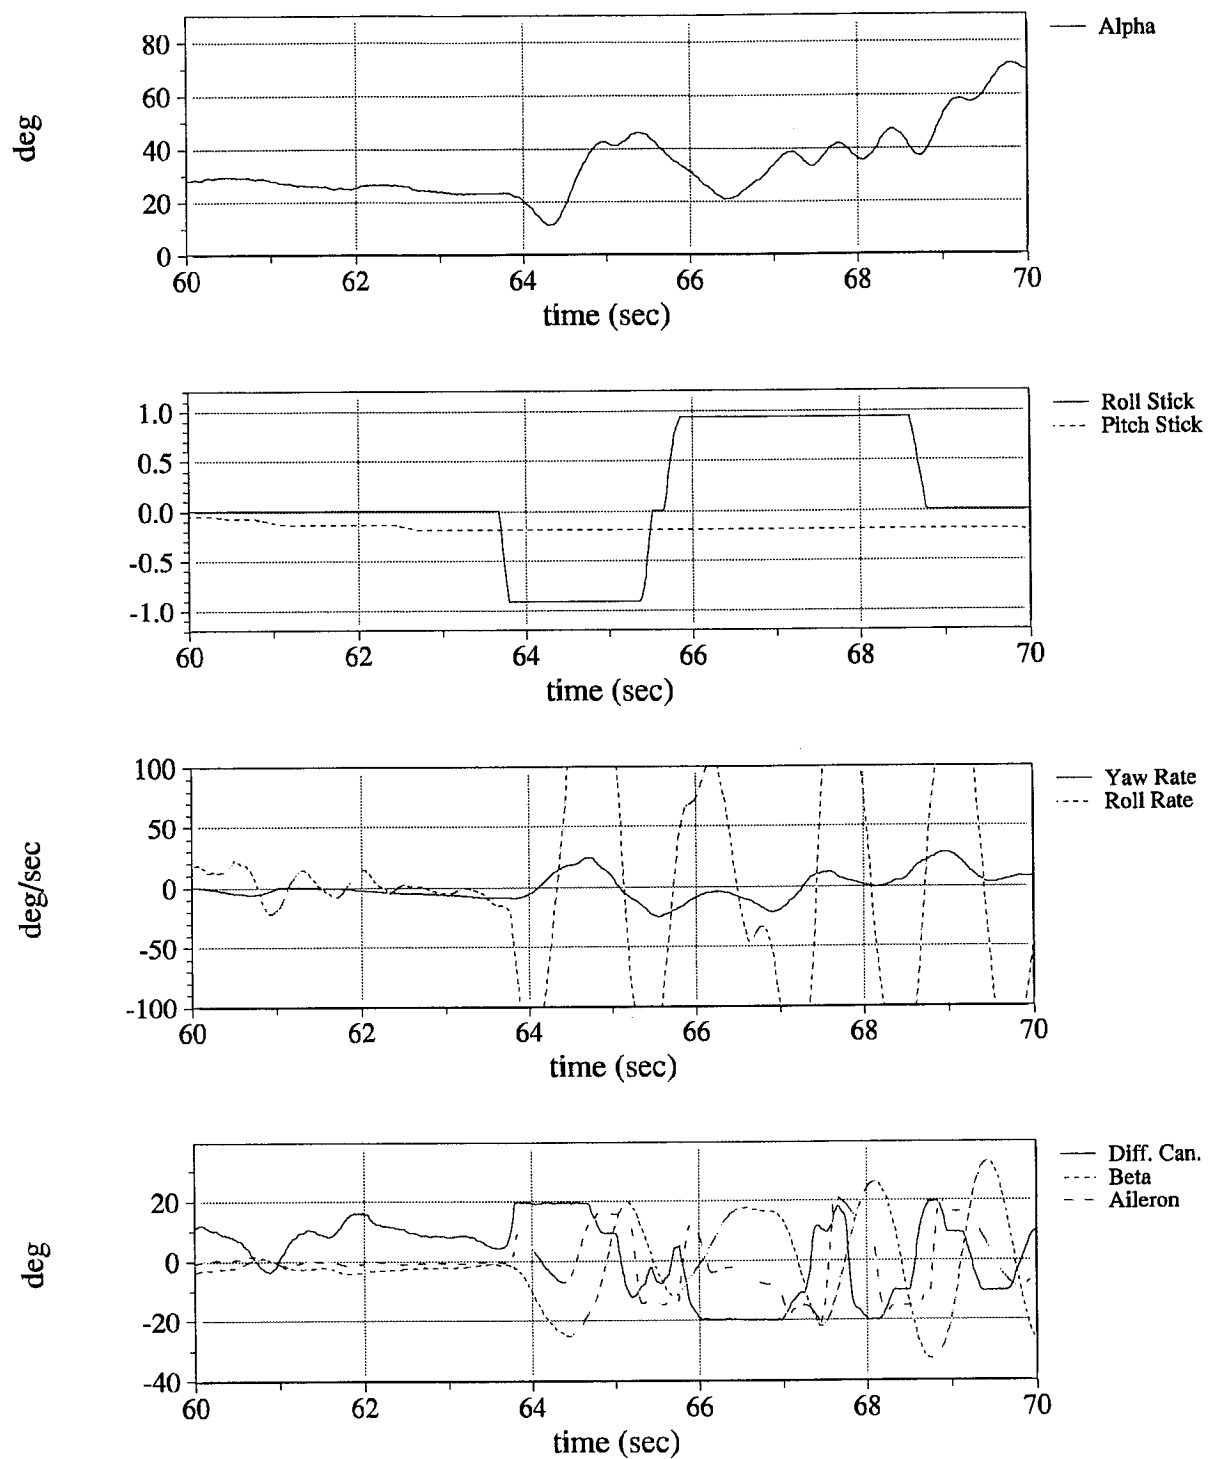 80
60
40
20
0
deg
Alpha
60 62 64 66 68 70
time (sec)
1.0
0.5
0.0
-0.5
-1.0
Roll Stick
Pitch Stick
60 62 64 66 68 70
time (sec)
100
50
0
-50
-100
deg/sec
Yaw Rate
Roll Rate
60 62 64 66 68 70
time (sec)
20
0
-20
-40
deg
Diff. Can.
Beta
Aileron
60 62 64 66 68 70
time (sec)